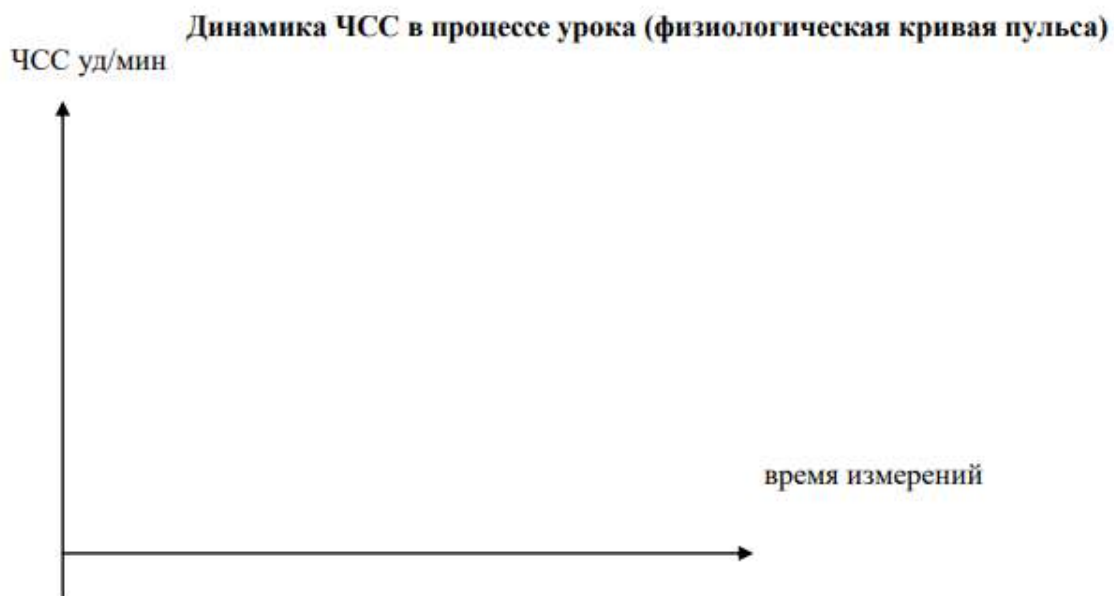 Динамика ЧСС в процессе урока (физиологическая кривая пульса)
ЧСС уд/мин
время измерений